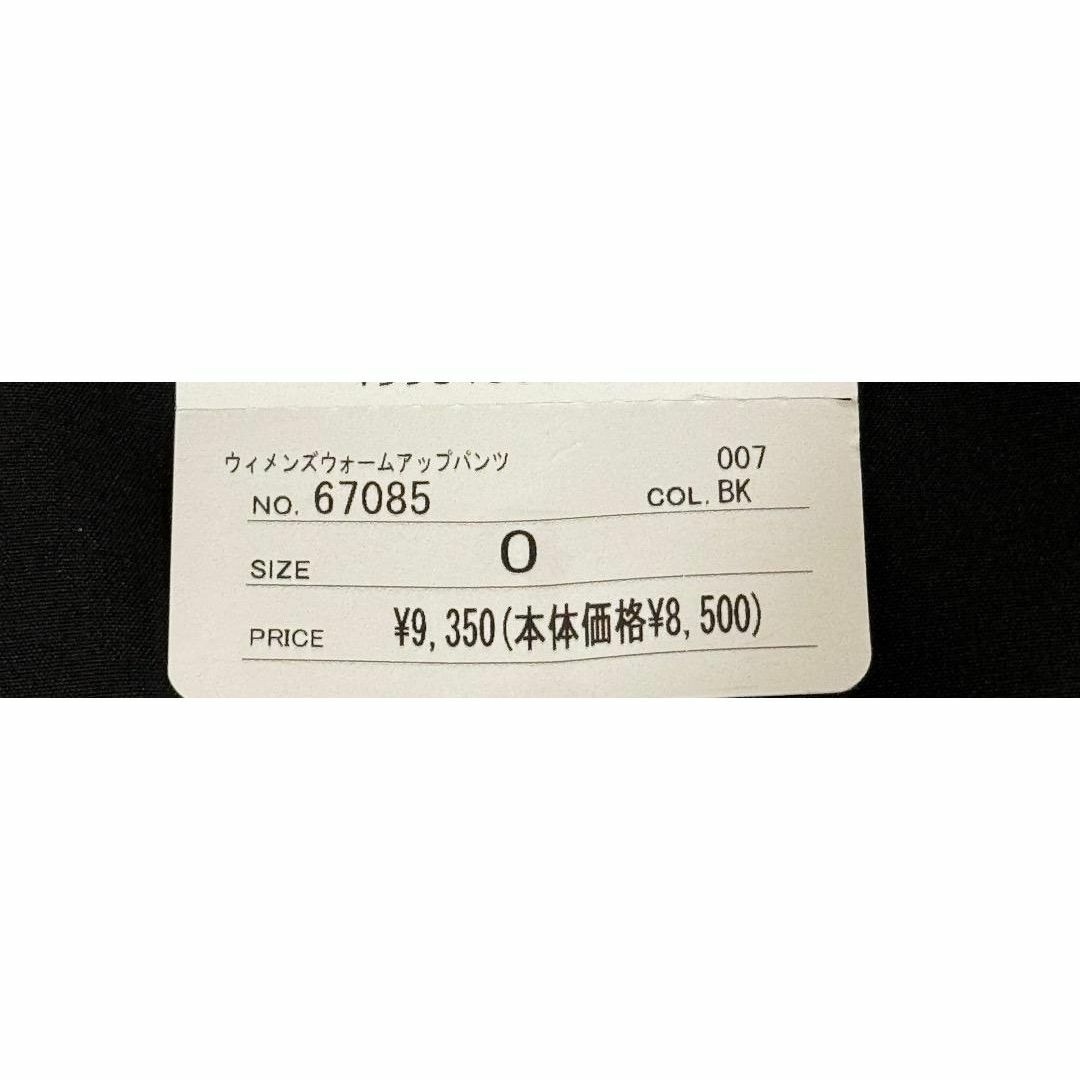 ウィメンズウォームアップパンツ 007
NO. 67085 COL. BK
SIZE O
PRICE ¥9,350(本体価格¥8,500)